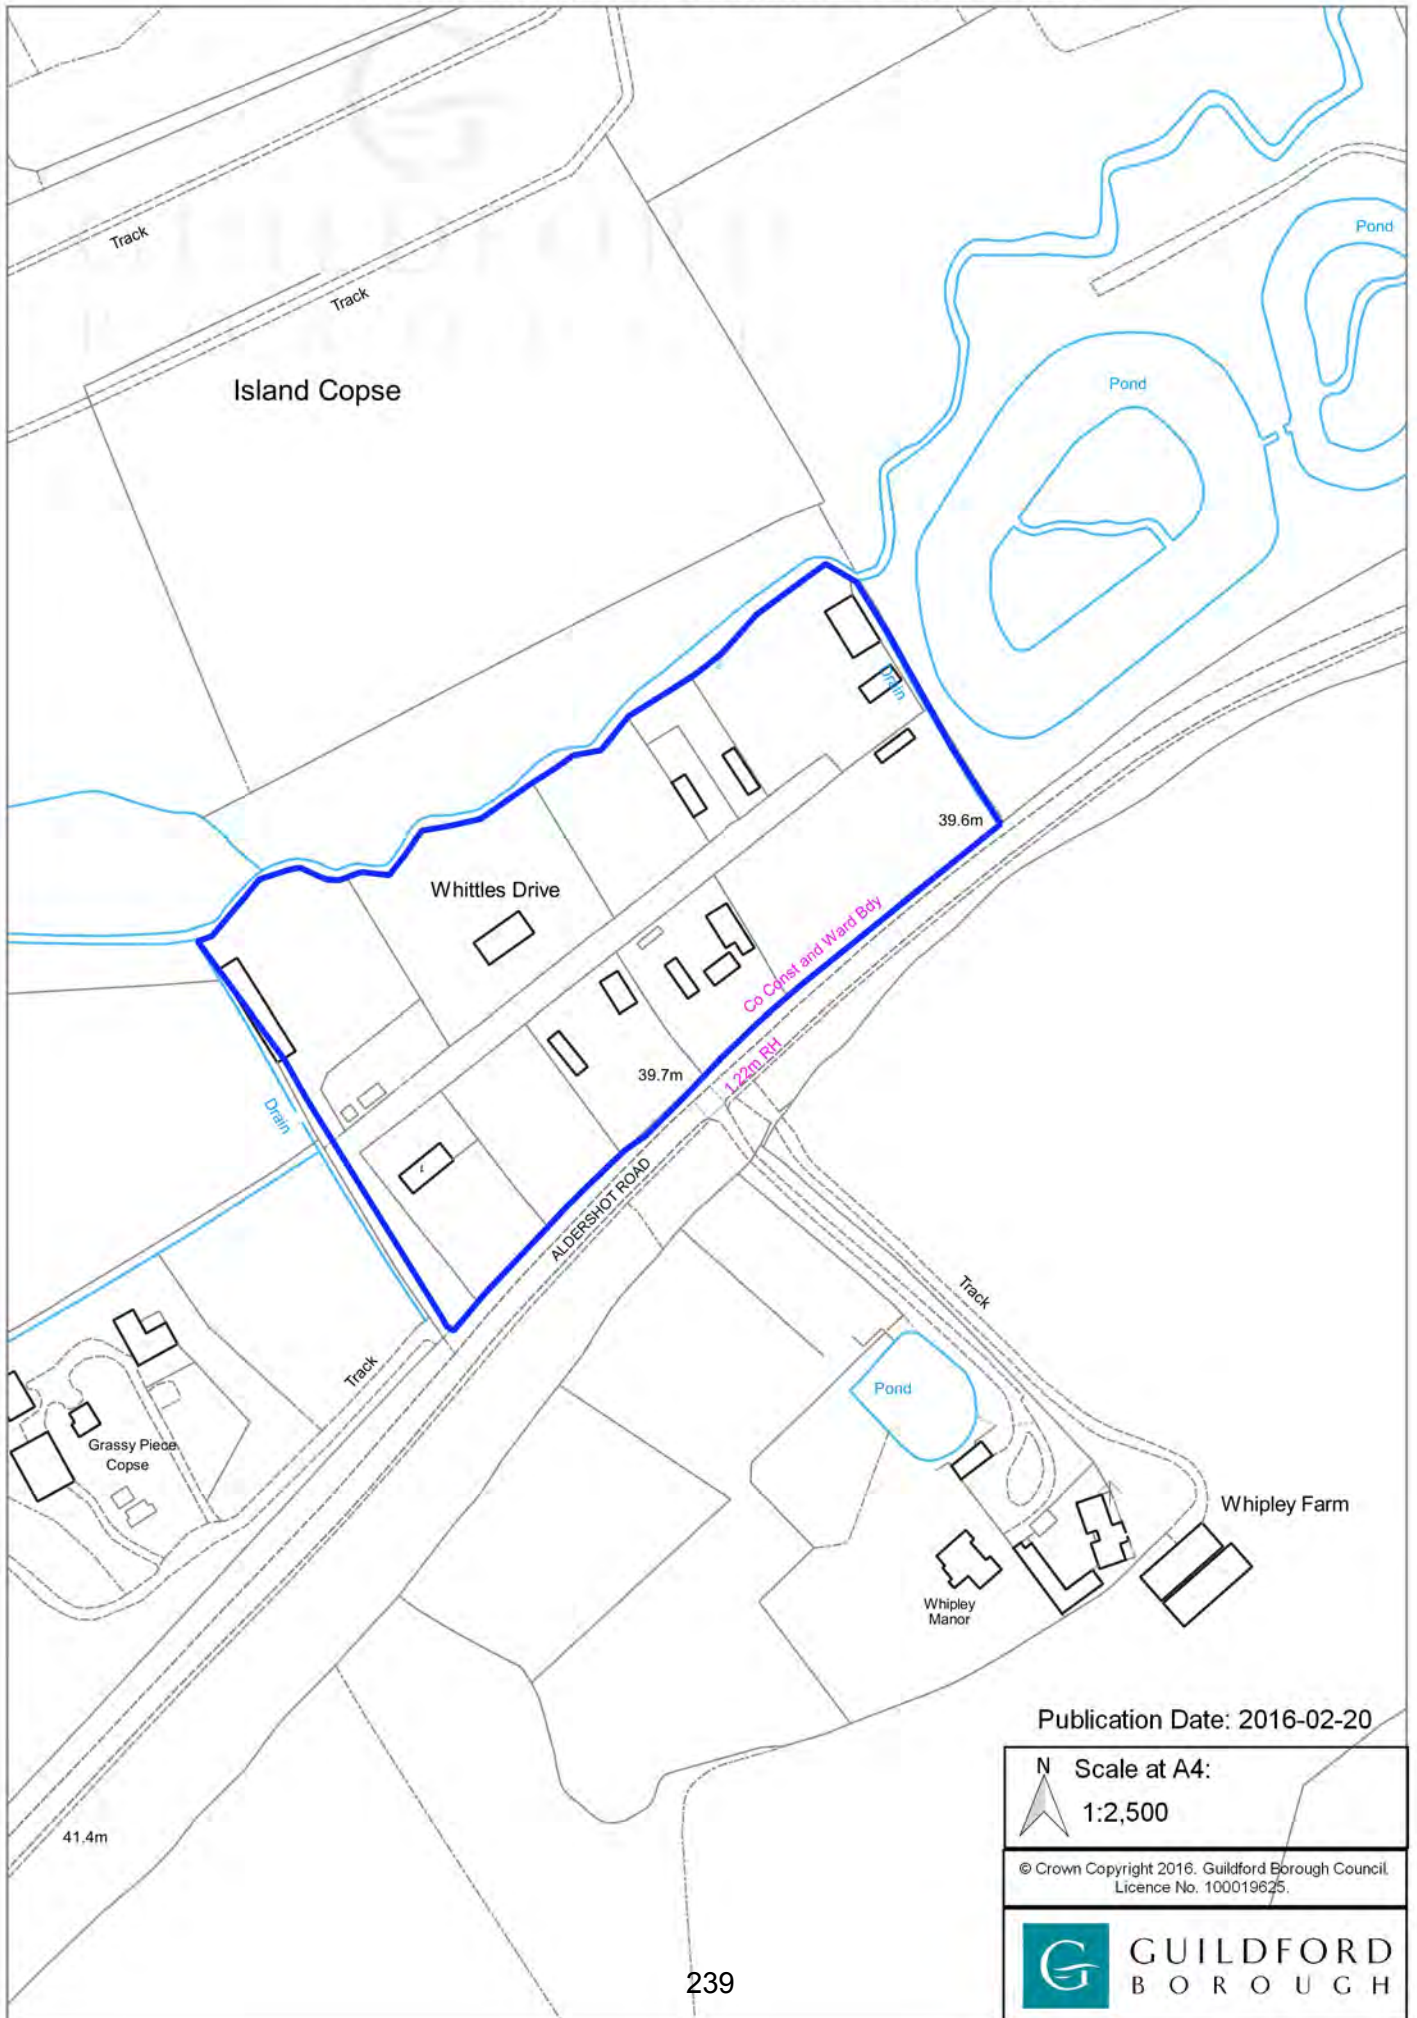 Track
Pond
Track
Island Copse
Pond
Drain
39.6m
Whittles Drive
Co Const and Ward Bdy
39.7m
1.22m RH
Drain
ALDERSHOT ROAD
Track
Track
Pond
Grassy Piece
Copse
Whipley Farm
Whipley
Manor
Publication Date: 2016-02-20
N
Scale at A4:
1:2,500
41.4m
© Crown Copyright 2016. Guildford Borough Council.
Licence No. 100019625.
GUILDFORD
BOROUGH
239